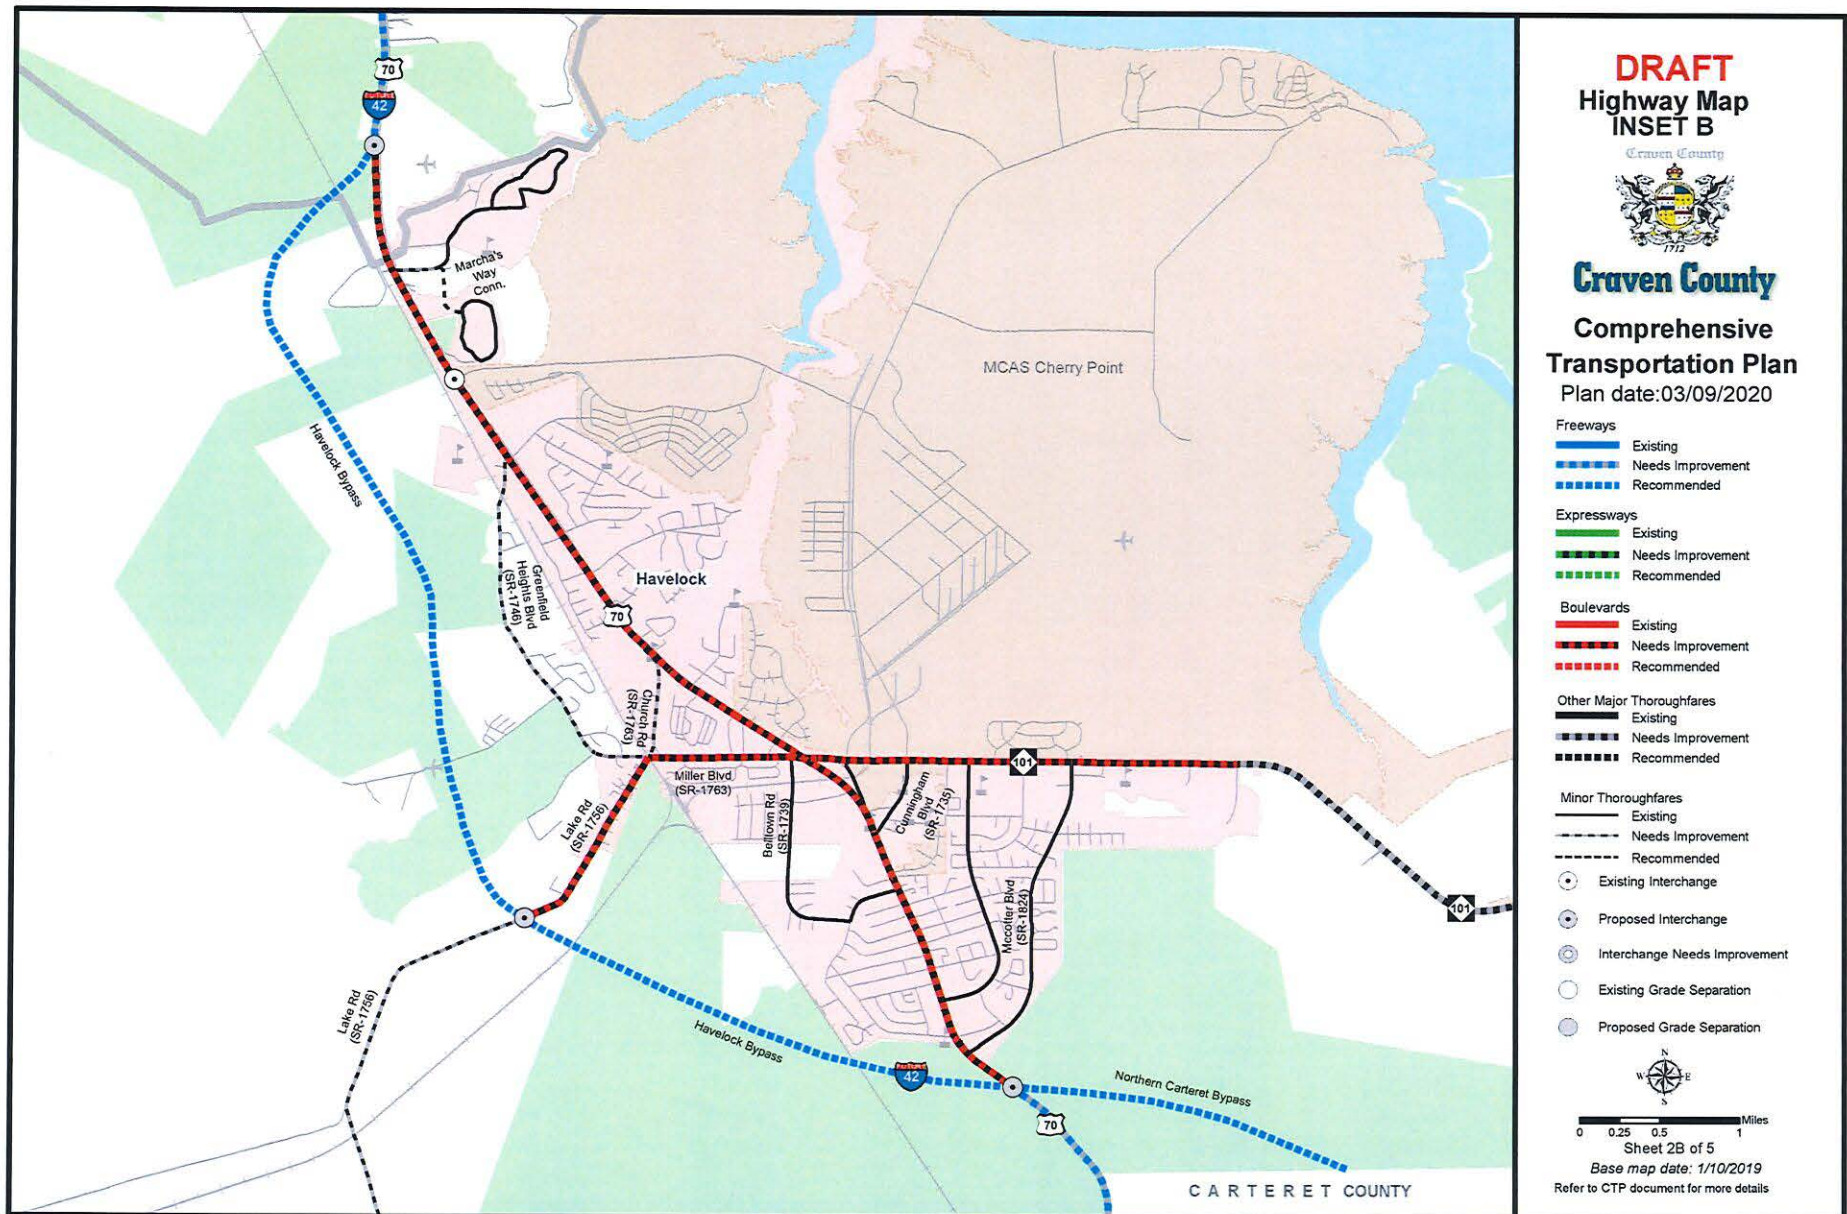 DRAFT
Highway Map
INSET B
Craven County
1712
Craven County
Comprehensive
Transportation Plan
Plan date:03/09/2020
Freeways
Existing
Needs Improvement
Recommended
Expressways
Existing
Needs Improvement
Recommended
Boulevards
Existing
Needs Improvement
Recommended
Other Major Thoroughfares
Existing
Needs Improvement
Recommended
Minor Thoroughfares
Existing
Needs Improvement
Recommended
Existing Interchange
Proposed Interchange
Interchange Needs Improvement
Existing Grade Separation
Proposed Grade Separation
N
W E
S
Miles
0 0.25 0.5 1
Sheet 2B of 5
Base map date: 1/10/2019
Refer to CTP document for more details
70
FUTURE
42
Marcha's
Way
Conn.
MCAS Cherry Point
Havelock Bypass
Greenfield
Heights Blvd
(SR-1746)
Havelock
70
Church Rd
(SR-1763)
Miller Blvd
(SR-1763)
101
Lake Rd
(SR-1756)
Belltown Rd
(SR-1739)
Cunningham
Blvd
(SR-1735)
Mccotter Blvd
(SR-1824)
101
Lake Rd
(SR-1756)
Havelock Bypass
FUTURE
42
Northern Carteret Bypass
70
CARTERET COUNTY